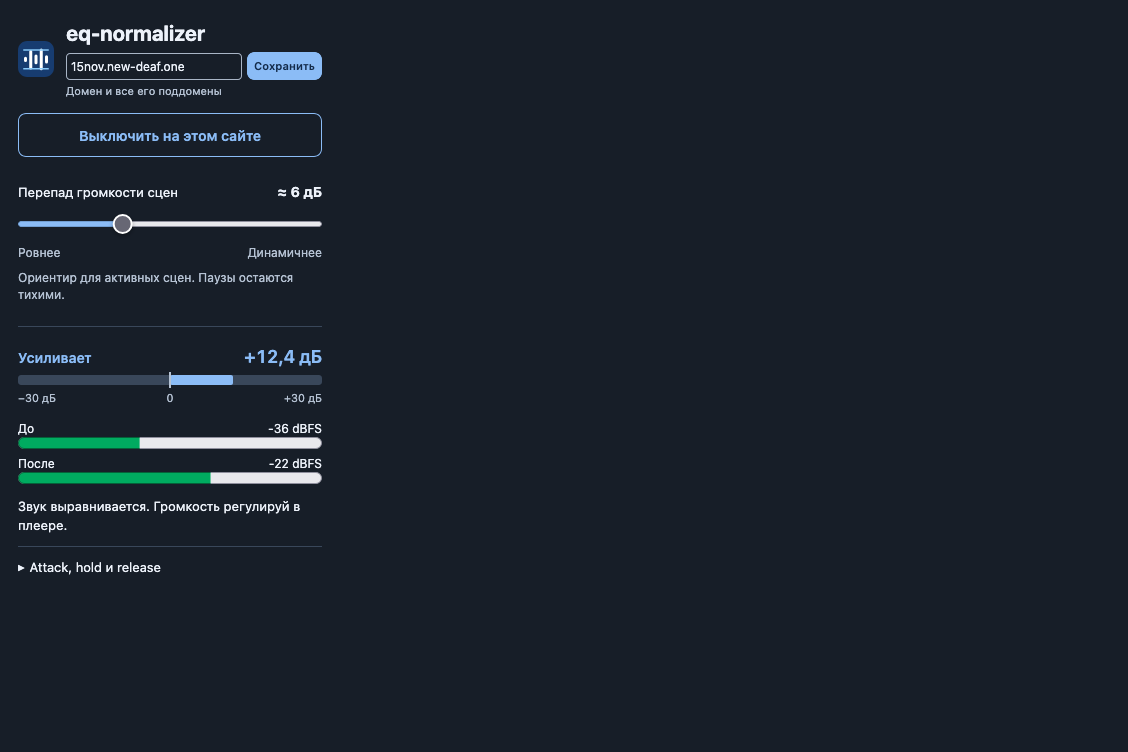 eq-normalizer
15nov.new-deaf.one
Сохранить
Домен и все его поддомены
Выключить на этом сайте
Перепад громкости сцен ≈ 6 дБ
Ровнее Динамичнее
Ориентир для активных сцен. Паузы остаются
тихими.
Усиливает +12,4 дБ
−30 дБ 0 +30 дБ
До -36 dBFS
После -22 dBFS
Звук выравнивается. Громкость регулируй в
плеере.
Attack, hold и release